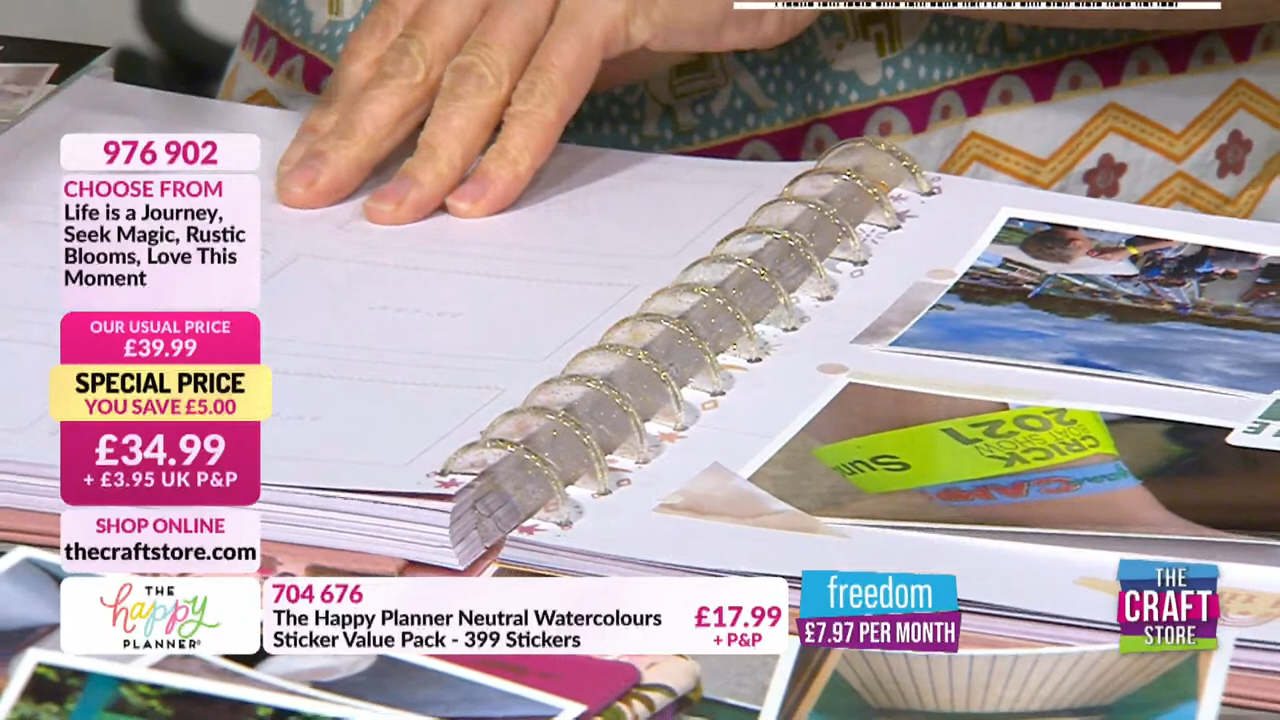 976 902
CHOOSE FROM
Life is a Journey,
Seek Magic, Rustic
Blooms, Love This
Moment
OUR USUAL PRICE
£39.99
SPECIAL PRICE
YOU SAVE £5.00
£34.99
+ £3.95 UK P&P
SHOP ONLINE
thecraftstore.com
THE
happy
PLANNER®
704 676
The Happy Planner Neutral Watercolours
Sticker Value Pack - 399 Stickers
£17.99
+ P&P
freedom
£7.97 PER MONTH
THE
CRAFT
STORE
CRICK
BOAT SHOW
2021
Sun